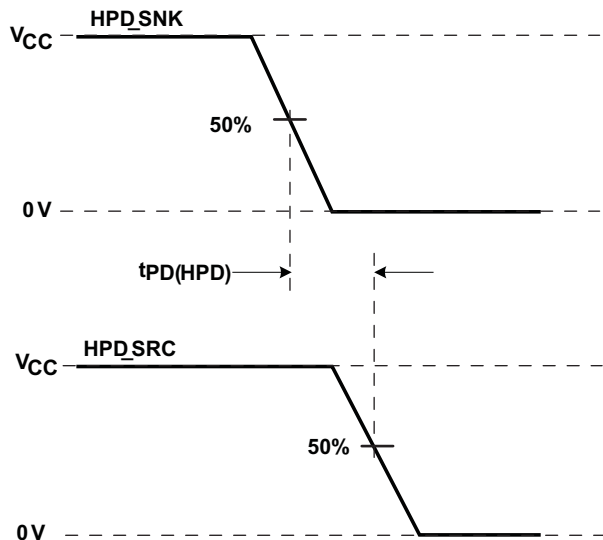 HPD_SNK
VCC
50%
0 V
tPD(HPD)
HPD_SRC
VCC
50%
0 V